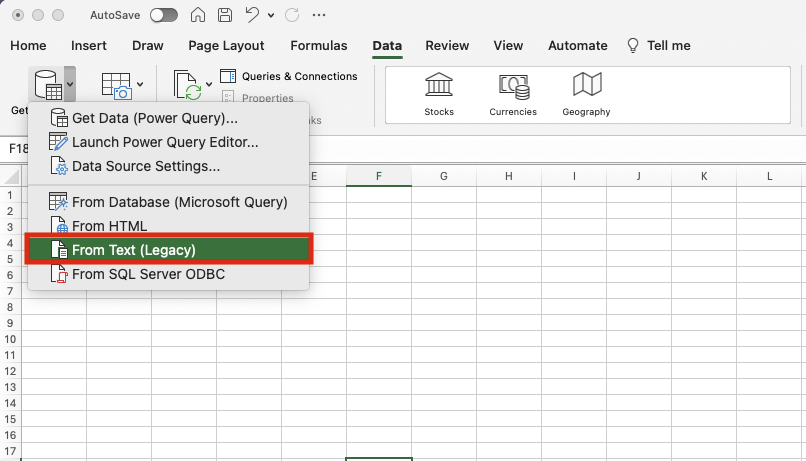 AutoSave
Home Insert Draw Page Layout Formulas Data Review View Automate Tell me
Queries & Connections
Properties
Stocks Currencies Geography
Get Data (Power Query)...
Launch Power Query Editor...
Data Source Settings...
From Database (Microsoft Query)
From HTML
From Text (Legacy)
From SQL Server ODBC
E F G H I J K L
1
2
3
4
5
6
7
8
9
10
11
12
13
14
15
16
17